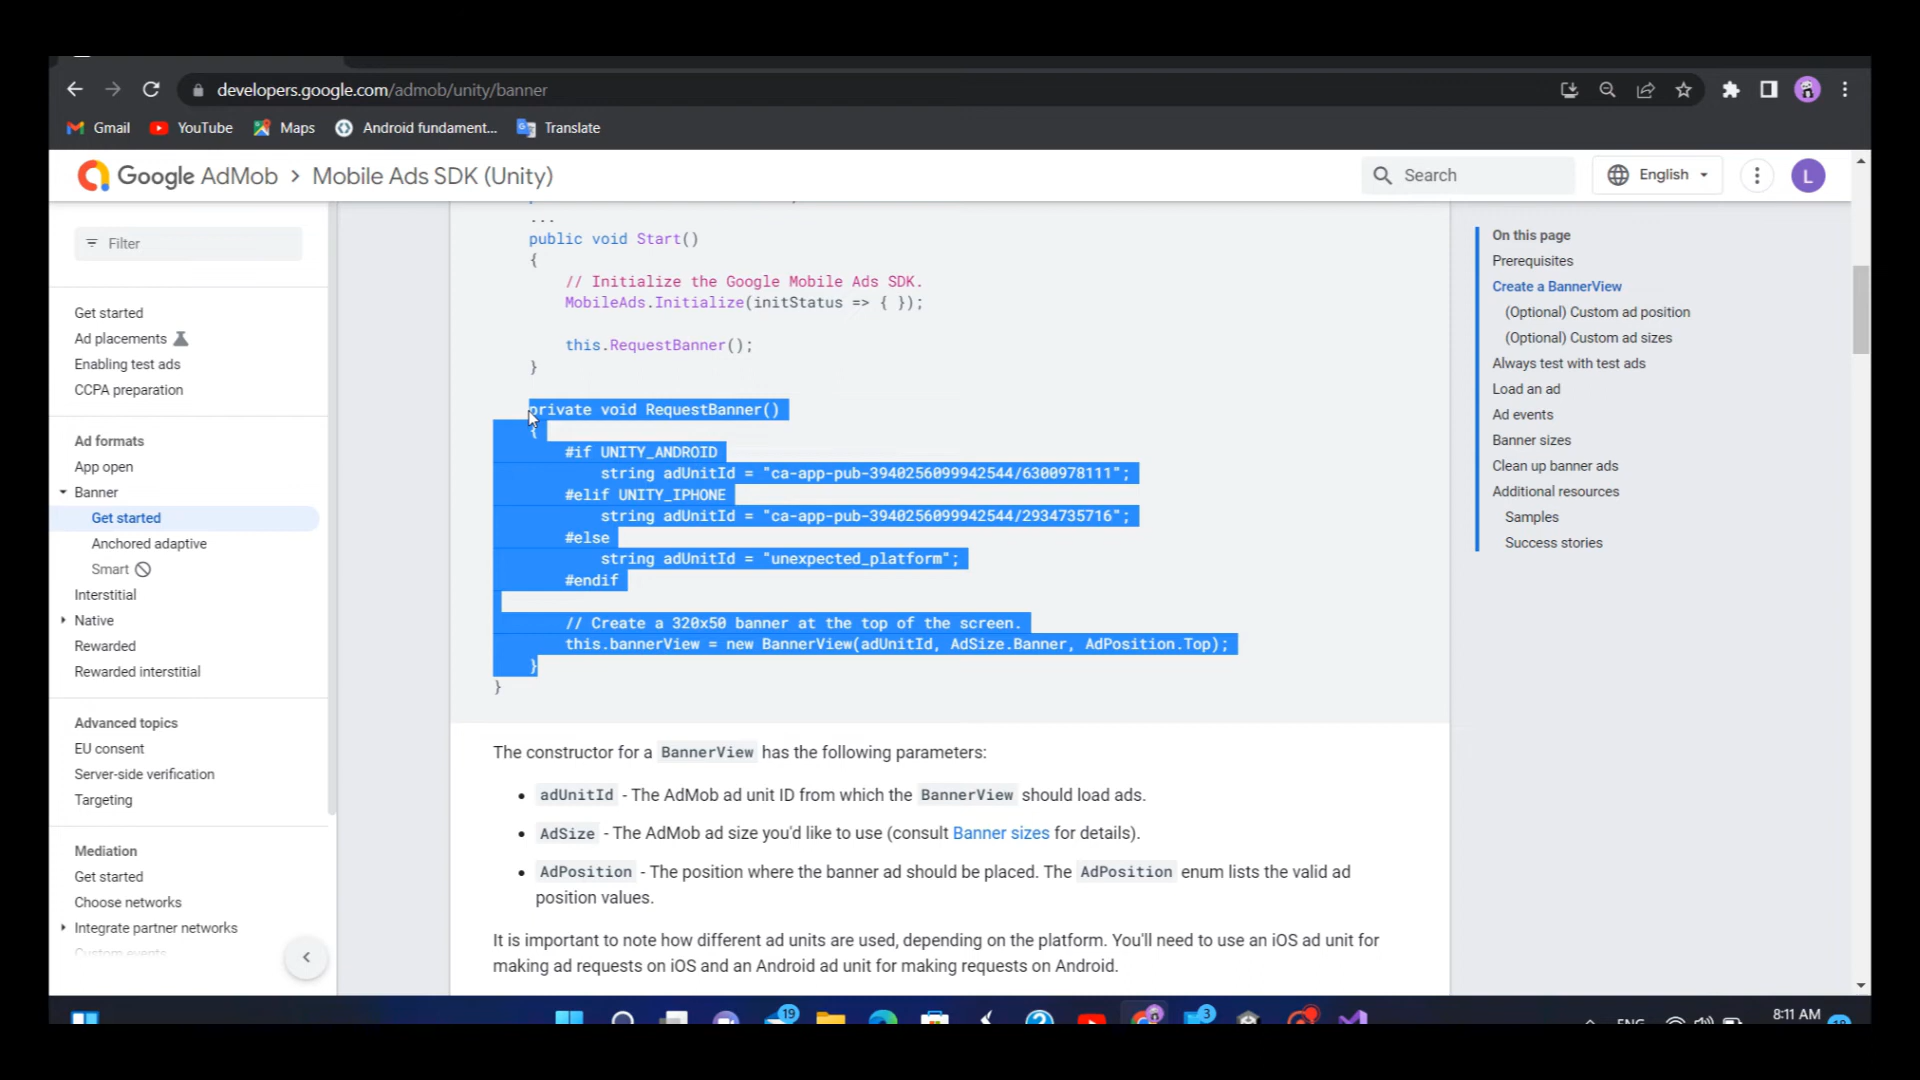 developers.google.com/admob/unity/banner
Gmail YouTube Maps Android fundament... Translate
Google AdMob > Mobile Ads SDK (Unity)
Search
English
L
Filter
Get started
Ad placements
Enabling test ads
CCPA preparation
Ad formats
App open
Banner
Get started
Anchored adaptive
Smart
Interstitial
Native
Rewarded
Rewarded interstitial
Advanced topics
EU consent
Server-side verification
Targeting
Mediation
Get started
Choose networks
Integrate partner networks
Custom events
...
public void Start()
{
// Initialize the Google Mobile Ads SDK.
MobileAds.Initialize(initStatus => { });
this.RequestBanner();
}
private void RequestBanner()
{
#if UNITY_ANDROID
string adUnitId = "ca-app-pub-3940256099942544/6300978111";
#elif UNITY_IPHONE
string adUnitId = "ca-app-pub-3940256099942544/2934735716";
#else
string adUnitId = "unexpected_platform";
#endif
// Create a 320x50 banner at the top of the screen.
this.bannerView = new BannerView(adUnitId, AdSize.Banner, AdPosition.Top);
}
}
The constructor for a BannerView has the following parameters:
• adUnitId - The AdMob ad unit ID from which the BannerView should load ads.
• AdSize - The AdMob ad size you'd like to use (consult Banner sizes for details).
• AdPosition - The position where the banner ad should be placed. The AdPosition enum lists the valid ad
position values.
It is important to note how different ad units are used, depending on the platform. You'll need to use an iOS ad unit for
making ad requests on iOS and an Android ad unit for making requests on Android.
On this page
Prerequisites
Create a BannerView
(Optional) Custom ad position
(Optional) Custom ad sizes
Always test with test ads
Load an ad
Ad events
Banner sizes
Clean up banner ads
Additional resources
Samples
Success stories
19
3
ENG
8:11 AM